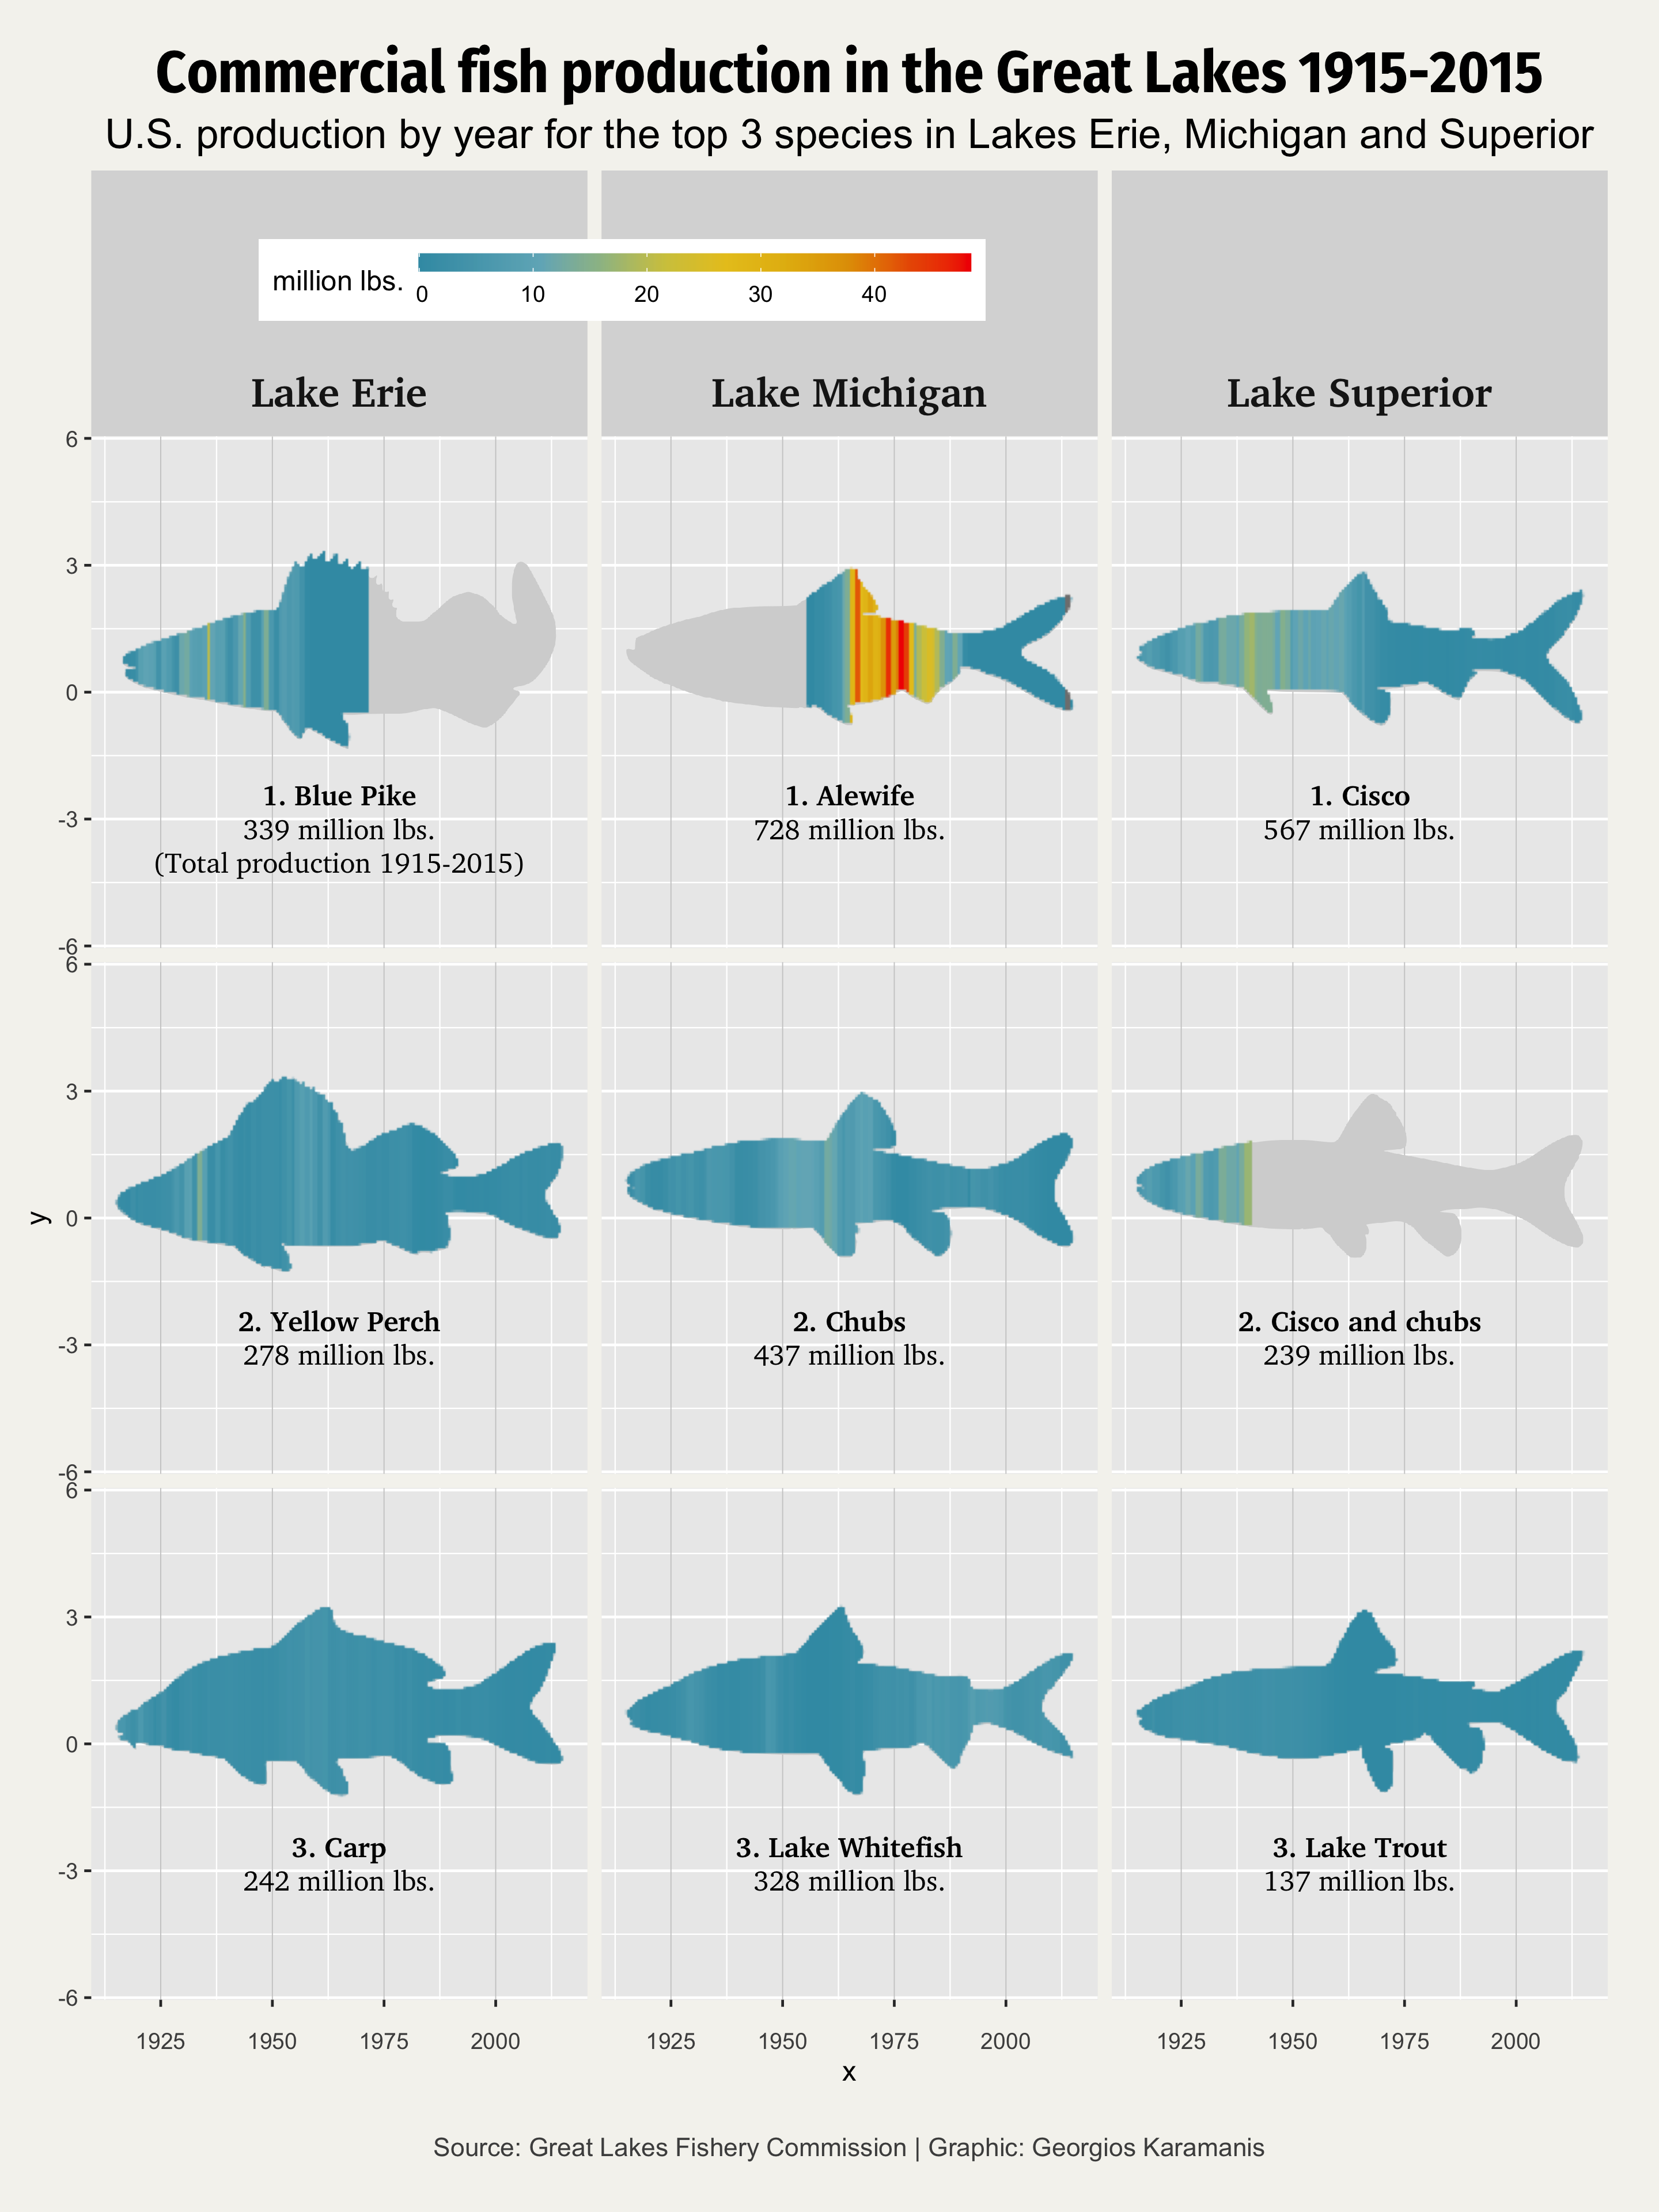 Commercial fish production in the Great Lakes 1915-2015
U.S. production by year for the top 3 species in Lakes Erie, Michigan and Superior
million lbs.
0 10 20 30 40
Lake Erie Lake Michigan Lake Superior
6
3
0
-3
-6
1. Blue Pike
339 million lbs.
(Total production 1915-2015)
1. Alewife
728 million lbs.
1. Cisco
567 million lbs.
6
3
0
-3
-6
y
2. Yellow Perch
278 million lbs.
2. Chubs
437 million lbs.
2. Cisco and chubs
239 million lbs.
6
3
0
-3
-6
3. Carp
242 million lbs.
3. Lake Whitefish
328 million lbs.
3. Lake Trout
137 million lbs.
1925 1950 1975 2000 1925 1950 1975 2000 1925 1950 1975 2000
x
Source: Great Lakes Fishery Commission | Graphic: Georgios Karamanis